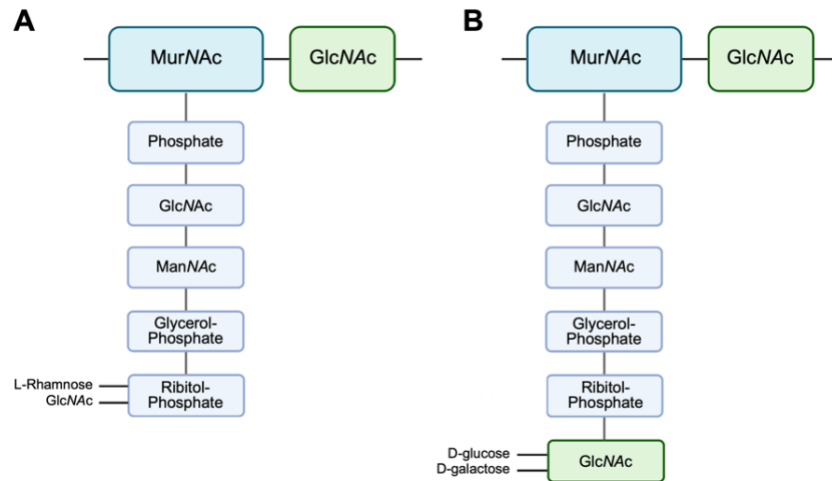 A
MurNAc
GlcNAc
Phosphate
GlcNAc
ManNAc
Glycerol-
Phosphate
L-Rhamnose
GlcNAc
Ribitol-
Phosphate
B
MurNAc
GlcNAc
Phosphate
GlcNAc
ManNAc
Glycerol-
Phosphate
Ribitol-
Phosphate
D-glucose
D-galactose
GlcNAc